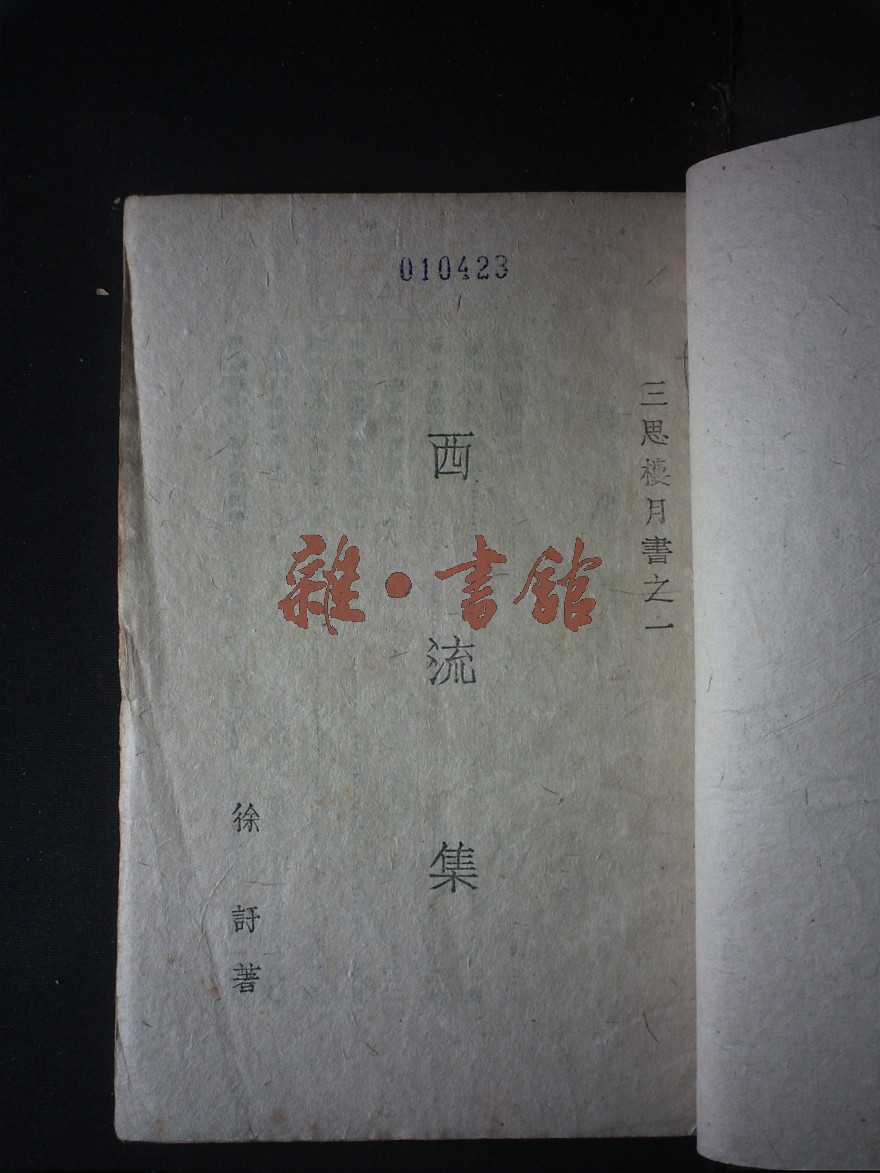 010423
三思樓月書之一
西流集
徐訏著
雜·書館